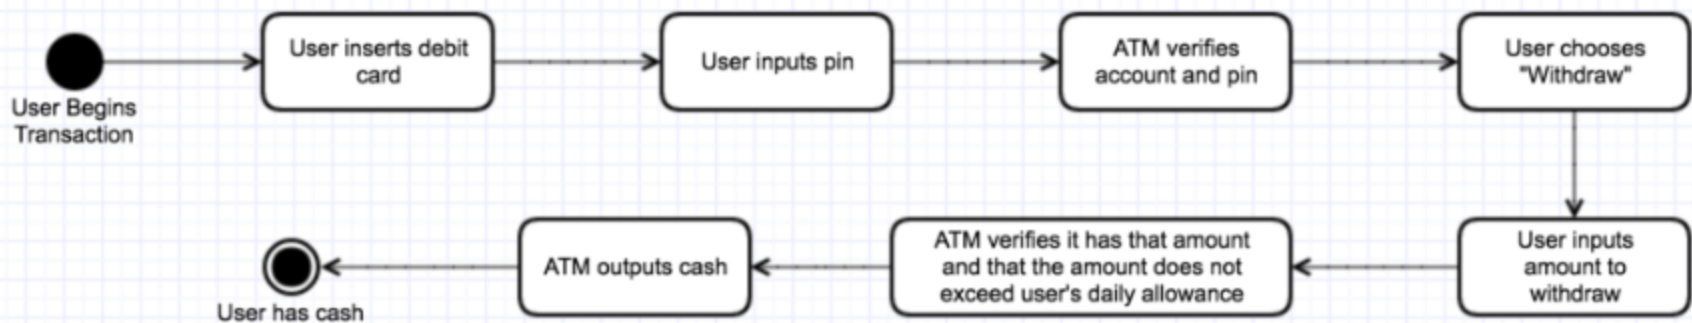 User Begins
Transaction
User inserts debit
card
User inputs pin
ATM verifies
account and pin
User chooses
"Withdraw"
User inputs
amount to
withdraw
ATM verifies it has that amount
and that the amount does not
exceed user's daily allowance
ATM outputs cash
User has cash